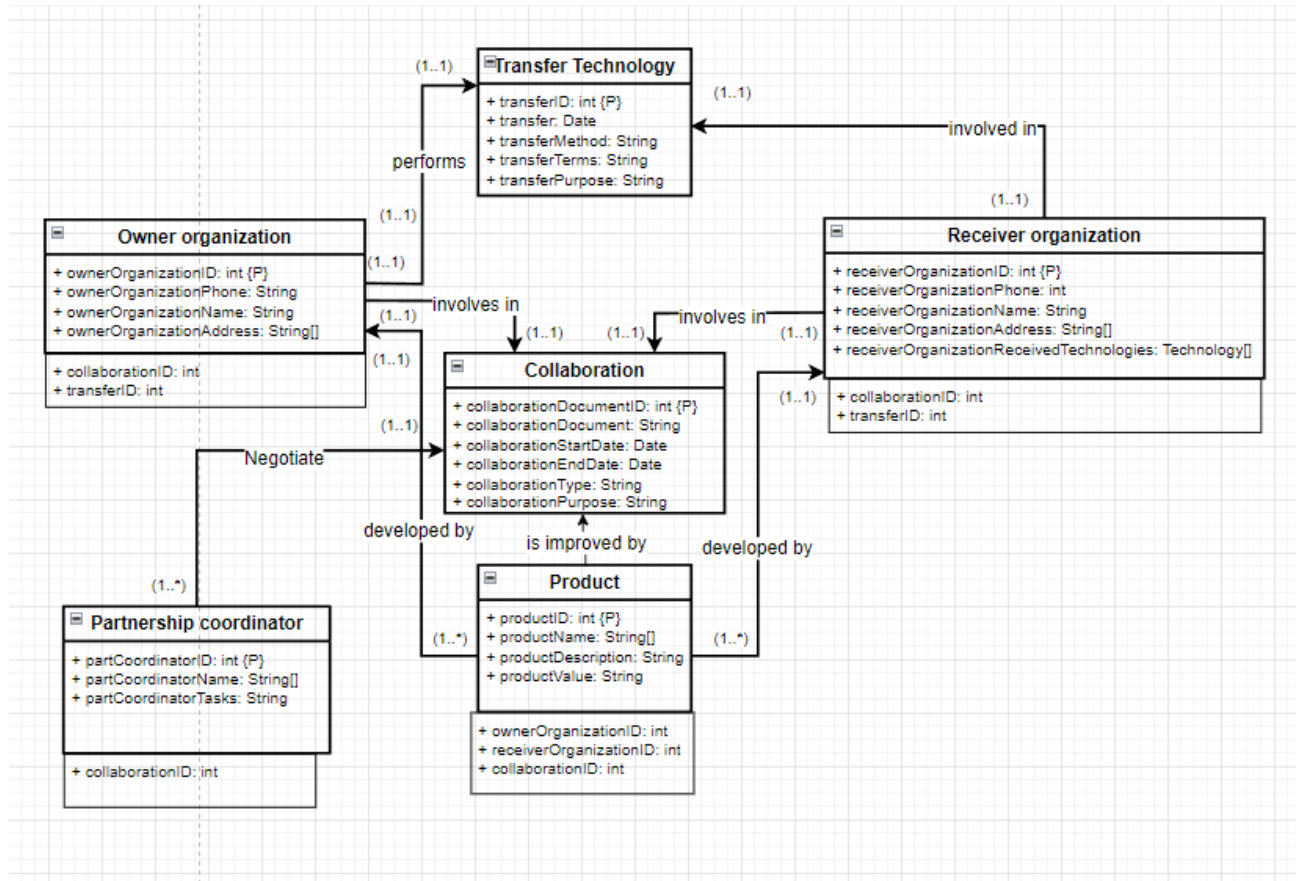 Transfer Technology
+ transferID: int {P}
+ transfer: Date
+ transferMethod: String
+ transferTerms: String
+ transferPurpose: String
(1..1)
(1..1)
performs
involved in
(1..1)
(1..1)
Owner organization
+ ownerOrganizationID: int {P}
+ ownerOrganizationPhone: String
+ ownerOrganizationName: String
+ ownerOrganizationAddress: String[]
+ collaborationID: int
+ transferID: int
Receiver organization
+ receiverOrganizationID: int {P}
+ receiverOrganizationPhone: int
+ receiverOrganizationName: String
+ receiverOrganizationAddress: String[]
+ receiverOrganizationReceivedTechnologies: Technology[]
+ collaborationID: int
+ transferID: int
(1..1)
involves in
(1..1)
(1..1)
(1..1)
involves in
(1..1)
(1..1)
Collaboration
+ collaborationDocumentID: int {P}
+ collaborationDocument: String
+ collaborationStartDate: Date
+ collaborationEndDate: Date
+ collaborationType: String
+ collaborationPurpose: String
(1..1)
(1..1)
Negotiate
developed by
is improved by
developed by
(1..*)
(1..*)
(1..*)
Partnership coordinator
+ partCoordinatorID: int {P}
+ partCoordinatorName: String[]
+ partCoordinatorTasks: String
+ collaborationID: int
Product
+ productID: int {P}
+ productName: String[]
+ productDescription: String
+ productValue: String
+ ownerOrganizationID: int
+ receiverOrganizationID: int
+ collaborationID: int